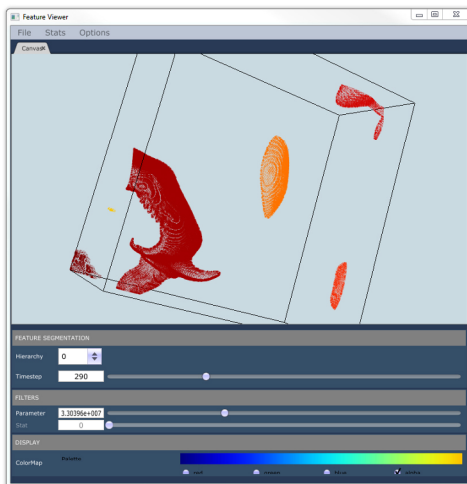 Feature Viewer
File Stats Options
Canvas
FEATURE SEGMENTATION
Hierarchy 0
Timestep 290
FILTERS
Parameter 3.30396e+007
Stat 0
DISPLAY
ColorMap